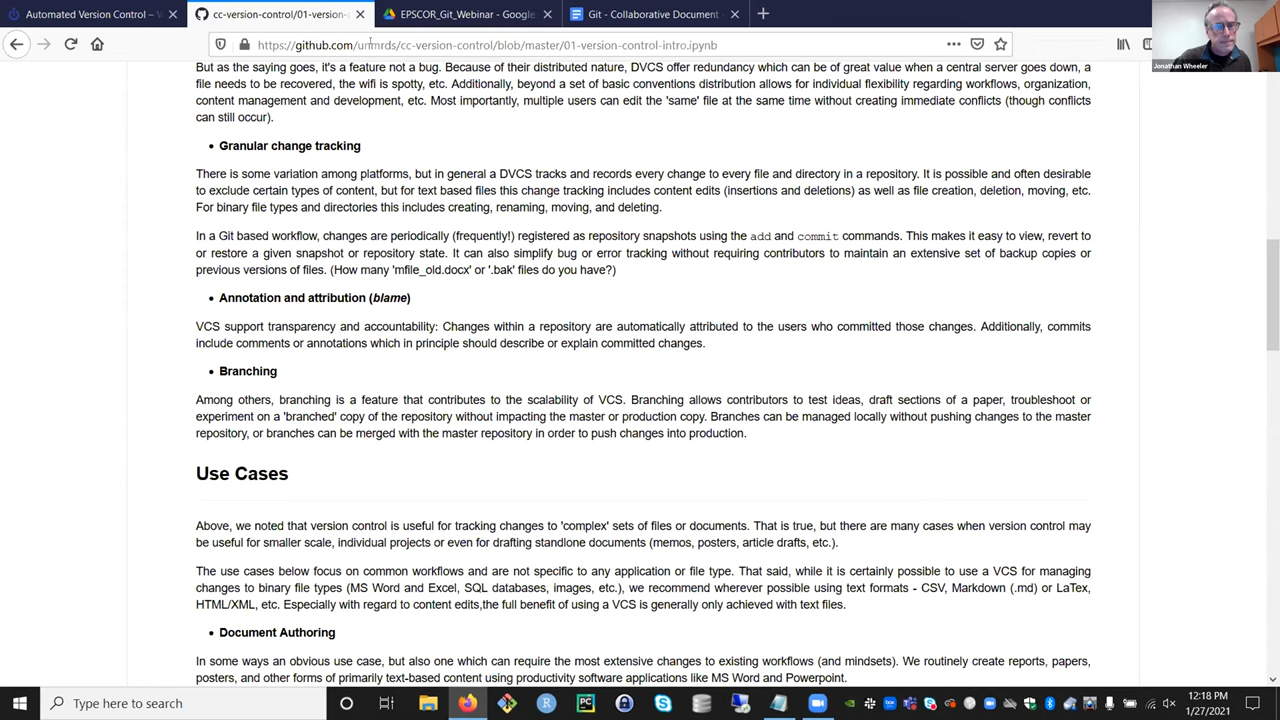 Automated Version Control – V
cc-version-control/01-version-
EPSCOR_Git_Webinar - Google
Git - Collaborative Document
https://github.com/unmrds/cc-version-control/blob/master/01-version-control-intro.ipynb
Jonathan Wheeler
But as the saying goes, it's a feature not a bug. Because of their distributed nature, DVCS offer redundancy which can be of great value when a central server goes down, a
file needs to be recovered, the wifi is spotty, etc. Additionally, beyond a set of basic conventions distribution allows for individual flexibility regarding workflows, organization,
content management and development, etc. Most importantly, multiple users can edit the 'same' file at the same time without creating immediate conflicts (though conflicts
can still occur).
• Granular change tracking
There is some variation among platforms, but in general a DVCS tracks and records every change to every file and directory in a repository. It is possible and often desirable
to exclude certain types of content, but for text based files this change tracking includes content edits (insertions and deletions) as well as file creation, deletion, moving, etc.
For binary file types and directories this includes creating, renaming, moving, and deleting.
In a Git based workflow, changes are periodically (frequently!) registered as repository snapshots using the add and commit commands. This makes it easy to view, revert to
or restore a given snapshot or repository state. It can also simplify bug or error tracking without requiring contributors to maintain an extensive set of backup copies or
previous versions of files. (How many 'mfile_old.docx' or '.bak' files do you have?)
• Annotation and attribution (blame)
VCS support transparency and accountability: Changes within a repository are automatically attributed to the users who committed those changes. Additionally, commits
include comments or annotations which in principle should describe or explain committed changes.
• Branching
Among others, branching is a feature that contributes to the scalability of VCS. Branching allows contributors to test ideas, draft sections of a paper, troubleshoot or
experiment on a 'branched' copy of the repository without impacting the master or production copy. Branches can be managed locally without pushing changes to the master
repository, or branches can be merged with the master repository in order to push changes into production.
Use Cases
Above, we noted that version control is useful for tracking changes to 'complex' sets of files or documents. That is true, but there are many cases when version control may
be useful for smaller scale, individual projects or even for drafting standlone documents (memos, posters, article drafts, etc.).
The use cases below focus on common workflows and are not specific to any application or file type. That said, while it is certainly possible to use a VCS for managing
changes to binary file types (MS Word and Excel, SQL databases, images, etc.), we recommend wherever possible using text formats - CSV, Markdown (.md) or LaTex,
HTML/XML, etc. Especially with regard to content edits,the full benefit of using a VCS is generally only achieved with text files.
• Document Authoring
In some ways an obvious use case, but also one which can require the most extensive changes to existing workflows (and mindsets). We routinely create reports, papers,
posters, and other forms of primarily text-based content using productivity software applications like MS Word and Powerpoint.
Type here to search
12:18 PM
1/27/2021